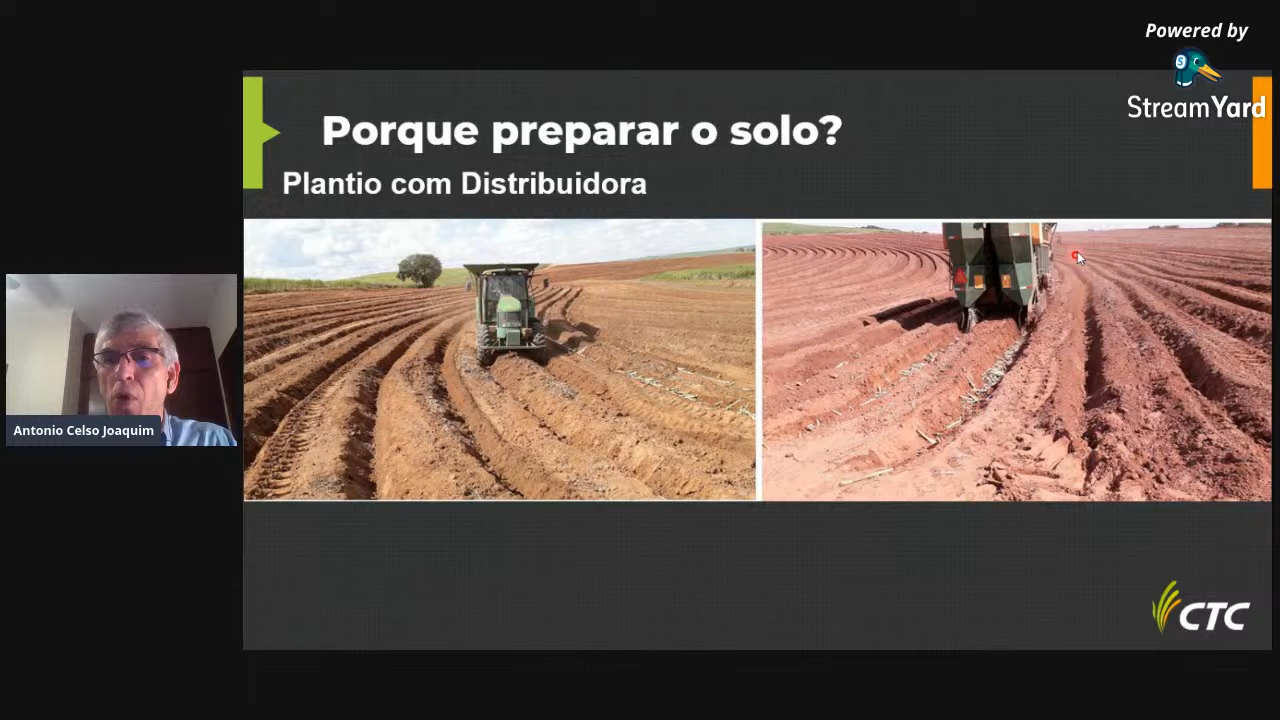 Powered by
StreamYard
Porque preparar o solo?
Plantio com Distribuidora
Antonio Celso Joaquim
CTC